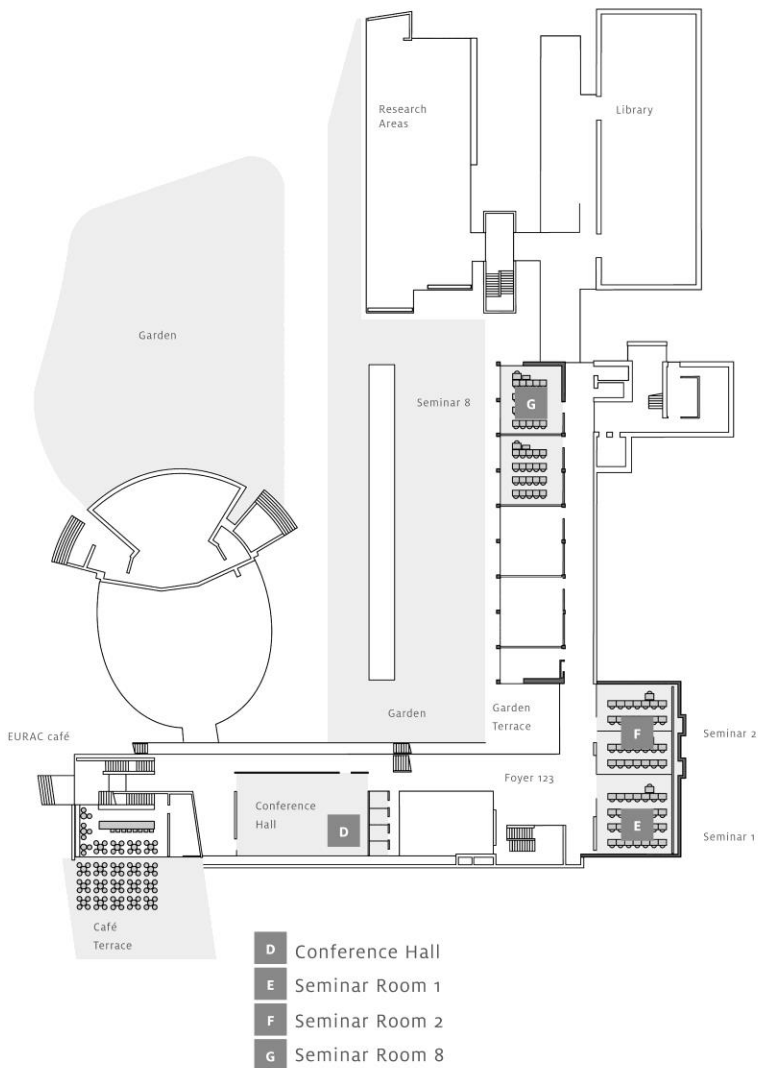 Research
Areas
Library
Garden
Seminar 8
G
Garden
Garden
Terrace
EURAC café
Foyer 123
F
Seminar 2
Conference
Hall
D
E
Seminar 1
Café
Terrace
D Conference Hall
E Seminar Room 1
F Seminar Room 2
G Seminar Room 8